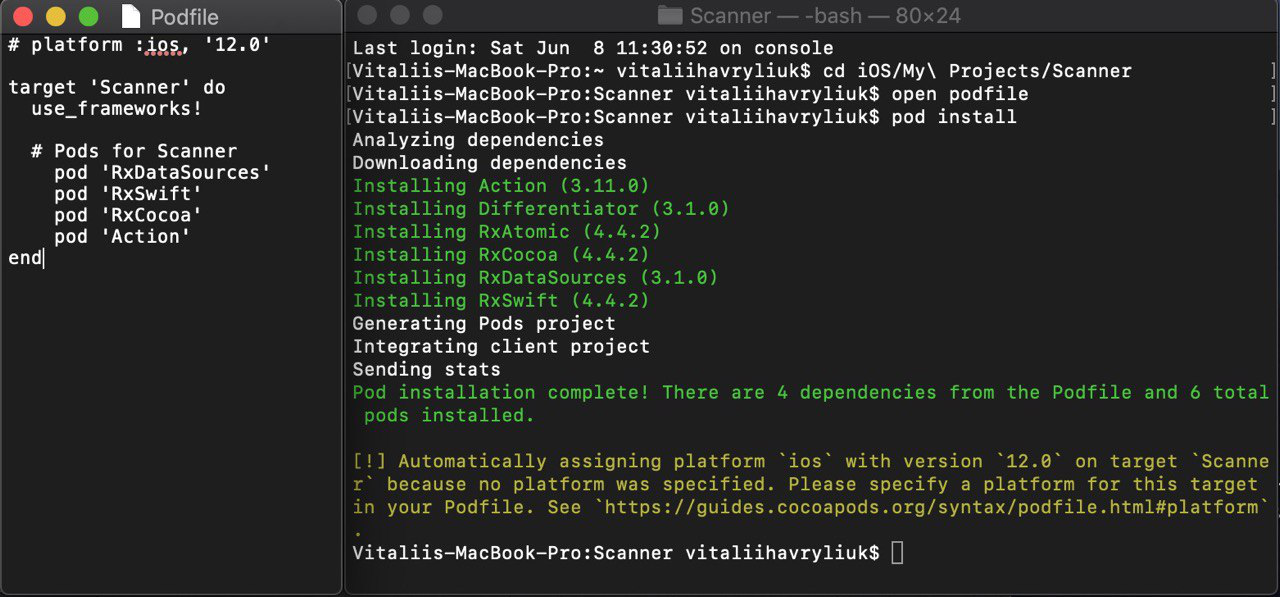 Podfile
# platform :ios, '12.0'
target 'Scanner' do
  use_frameworks!
  # Pods for Scanner
    pod 'RxDataSources'
    pod 'RxSwift'
    pod 'RxCocoa'
    pod 'Action'
end
Scanner — -bash — 80×24
Last login: Sat Jun  8 11:30:52 on console
[Vitaliis-MacBook-Pro:~ vitaliihavryliuk$ cd iOS/My\ Projects/Scanner ]
[Vitaliis-MacBook-Pro:Scanner vitaliihavryliuk$ open podfile ]
[Vitaliis-MacBook-Pro:Scanner vitaliihavryliuk$ pod install ]
Analyzing dependencies
Downloading dependencies
Installing Action (3.11.0)
Installing Differentiator (3.1.0)
Installing RxAtomic (4.4.2)
Installing RxCocoa (4.4.2)
Installing RxDataSources (3.1.0)
Installing RxSwift (4.4.2)
Generating Pods project
Integrating client project
Sending stats
Pod installation complete! There are 4 dependencies from the Podfile and 6 total
 pods installed.
[!] Automatically assigning platform `ios` with version `12.0` on target `Scanne
r` because no platform was specified. Please specify a platform for this target
in your Podfile. See `https://guides.cocoapods.org/syntax/podfile.html#platform`
.
Vitaliis-MacBook-Pro:Scanner vitaliihavryliuk$